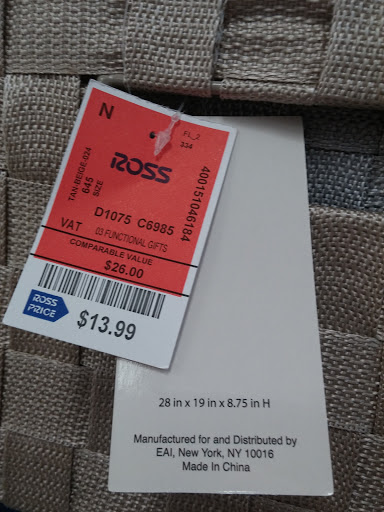 N
FL_2
334
ROSS
TAN-BEIGE-024
645
SIZE
400151046184
D1075 C6985
VAT 03 FUNCTIONAL GIFTS
COMPARABLE VALUE
$26.00
ROSS
PRICE
$13.99
28 in x 19 in x 8.75 in H
Manufactured for and Distributed by
EAI, New York, NY 10016
Made In China